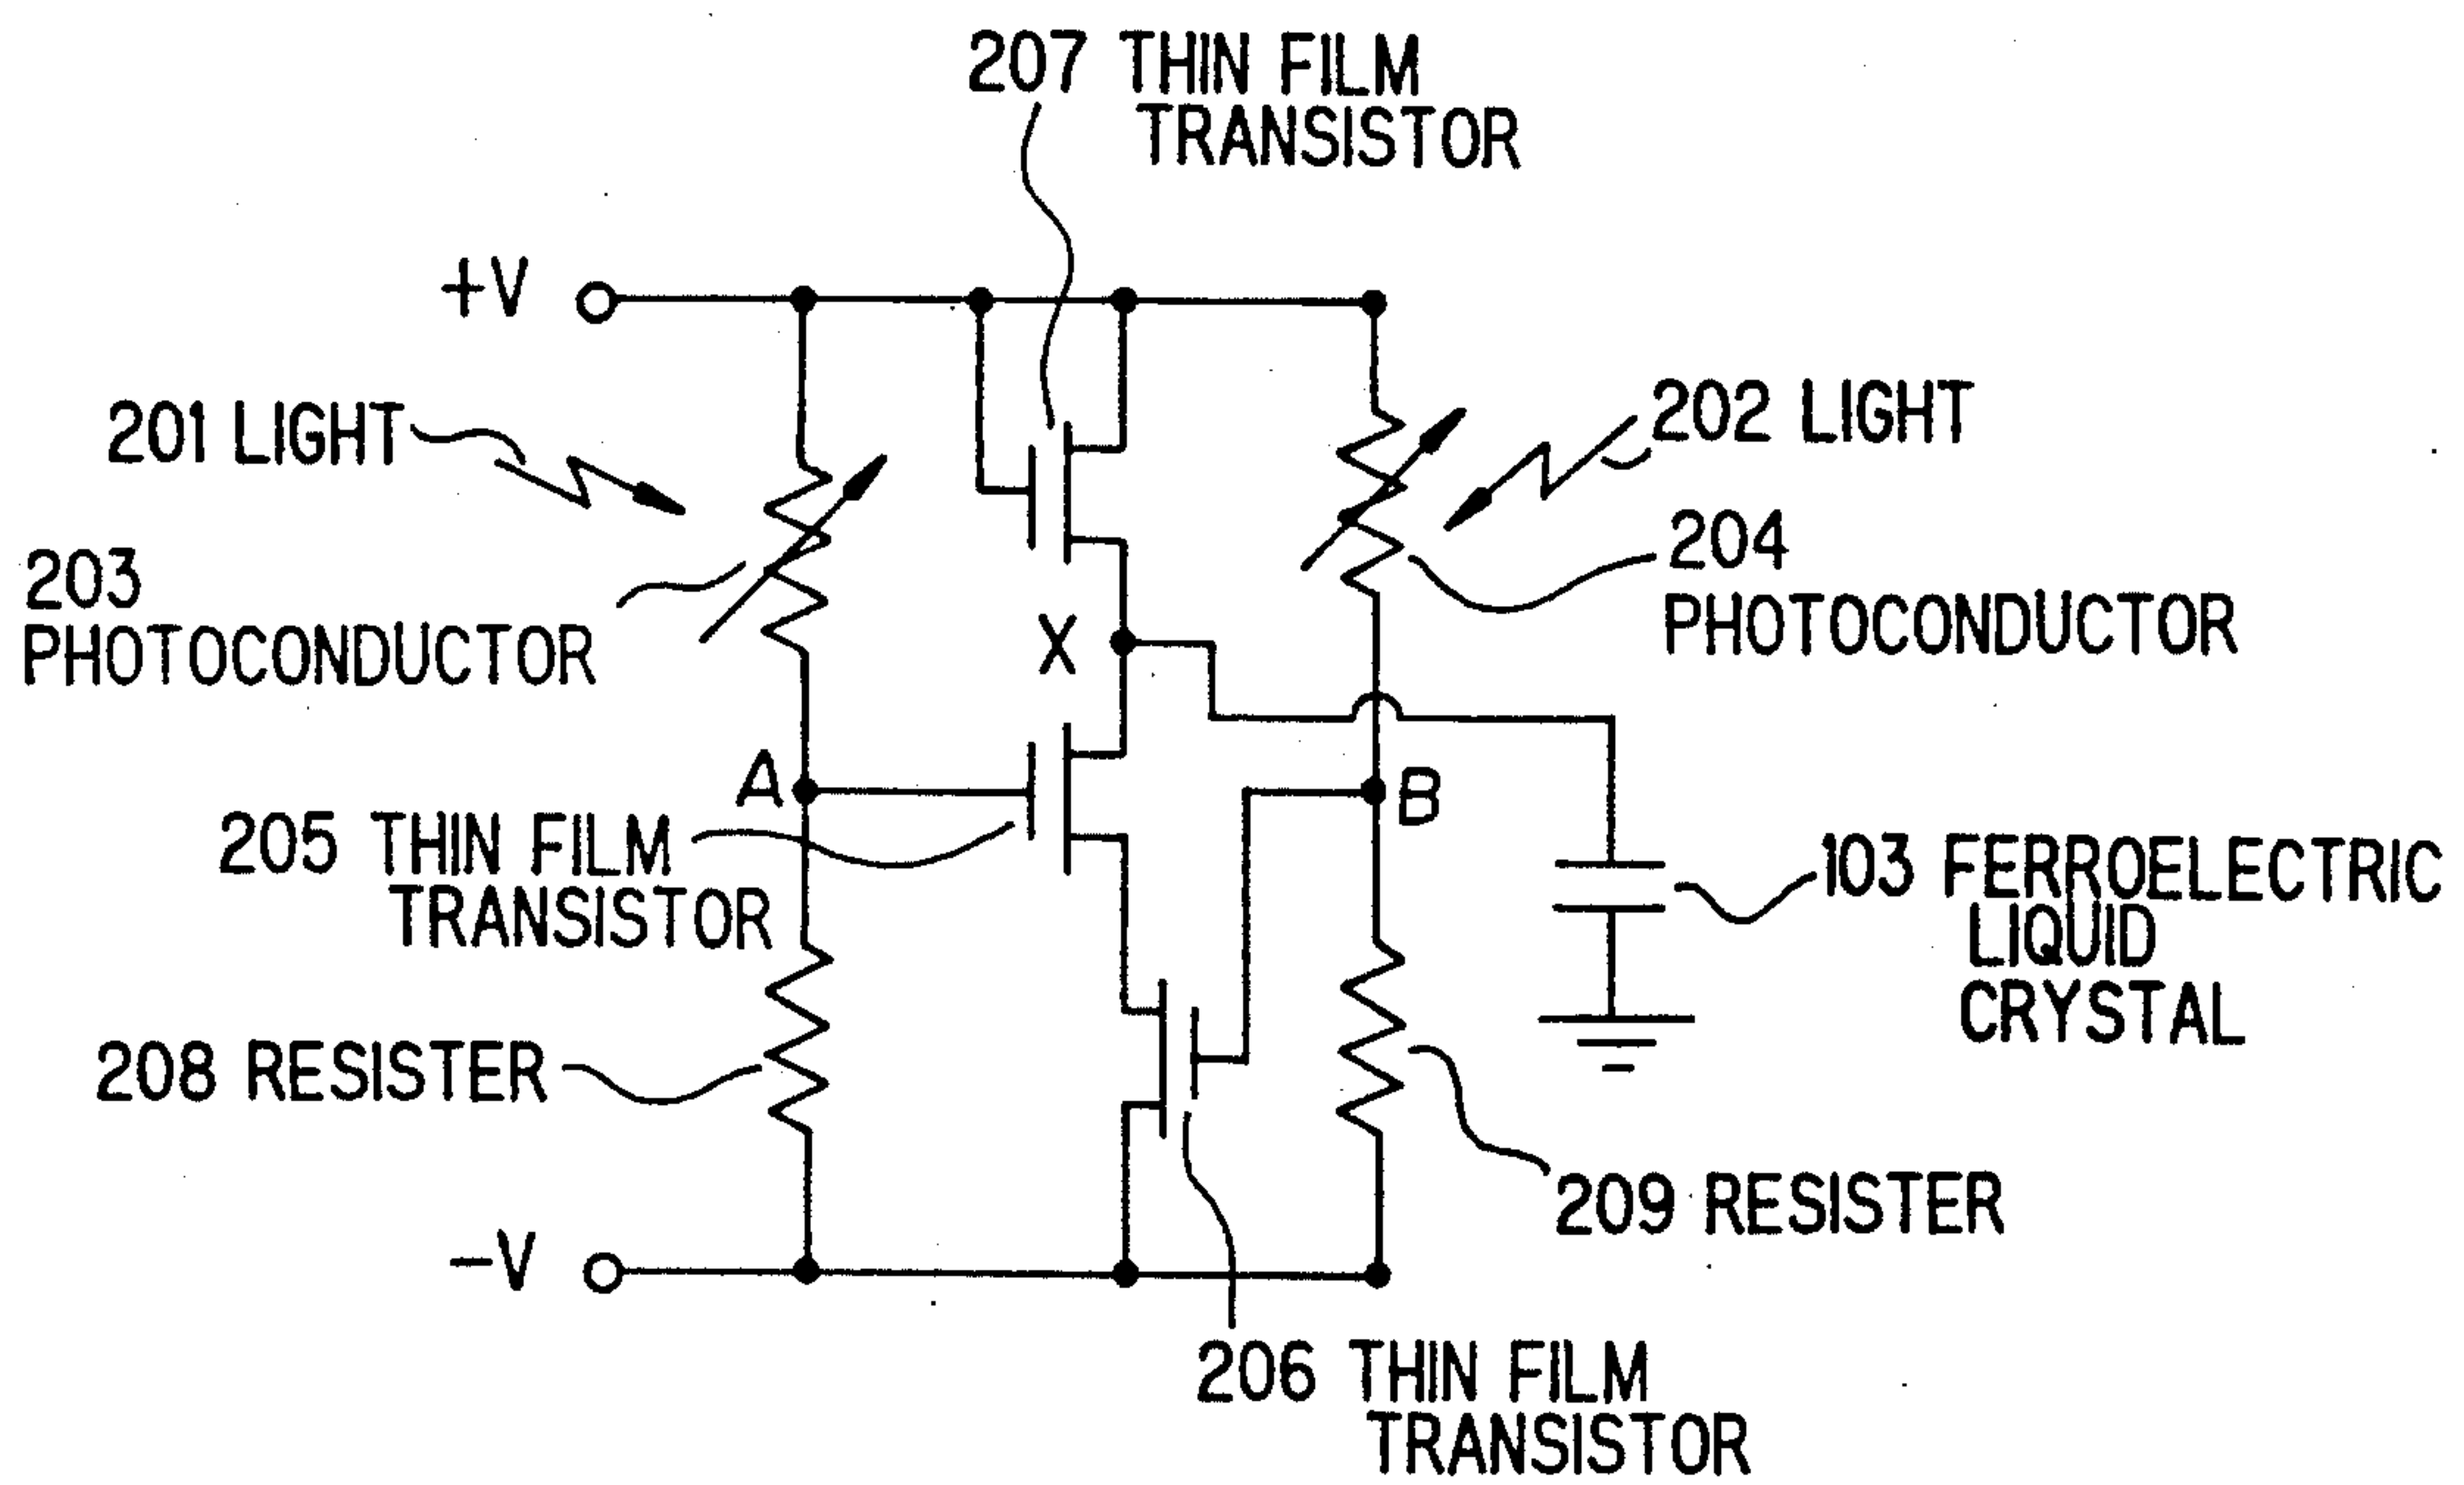 207 THIN FILM
TRANSISTOR
+V
201 LIGHT
202 LIGHT
203
PHOTOCONDUCTOR
204
PHOTOCONDUCTOR
X
A
B
205 THIN FILM
TRANSISTOR
103 FERROELECTRIC
LIQUID
CRYSTAL
208 RESISTER
209 RESISTER
-V
206 THIN FILM
TRANSISTOR